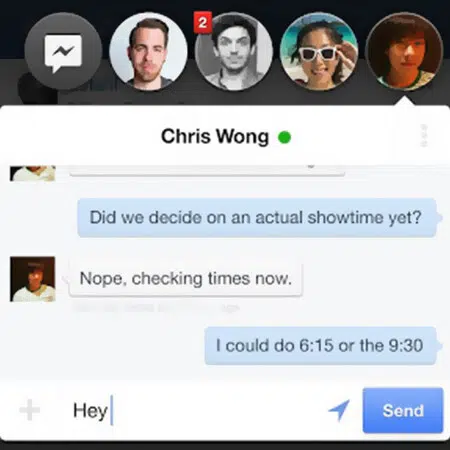 2
Chris Wong
Did we decide on an actual showtime yet?
Nope, checking times now.
I could do 6:15 or the 9:30
Hey
Send